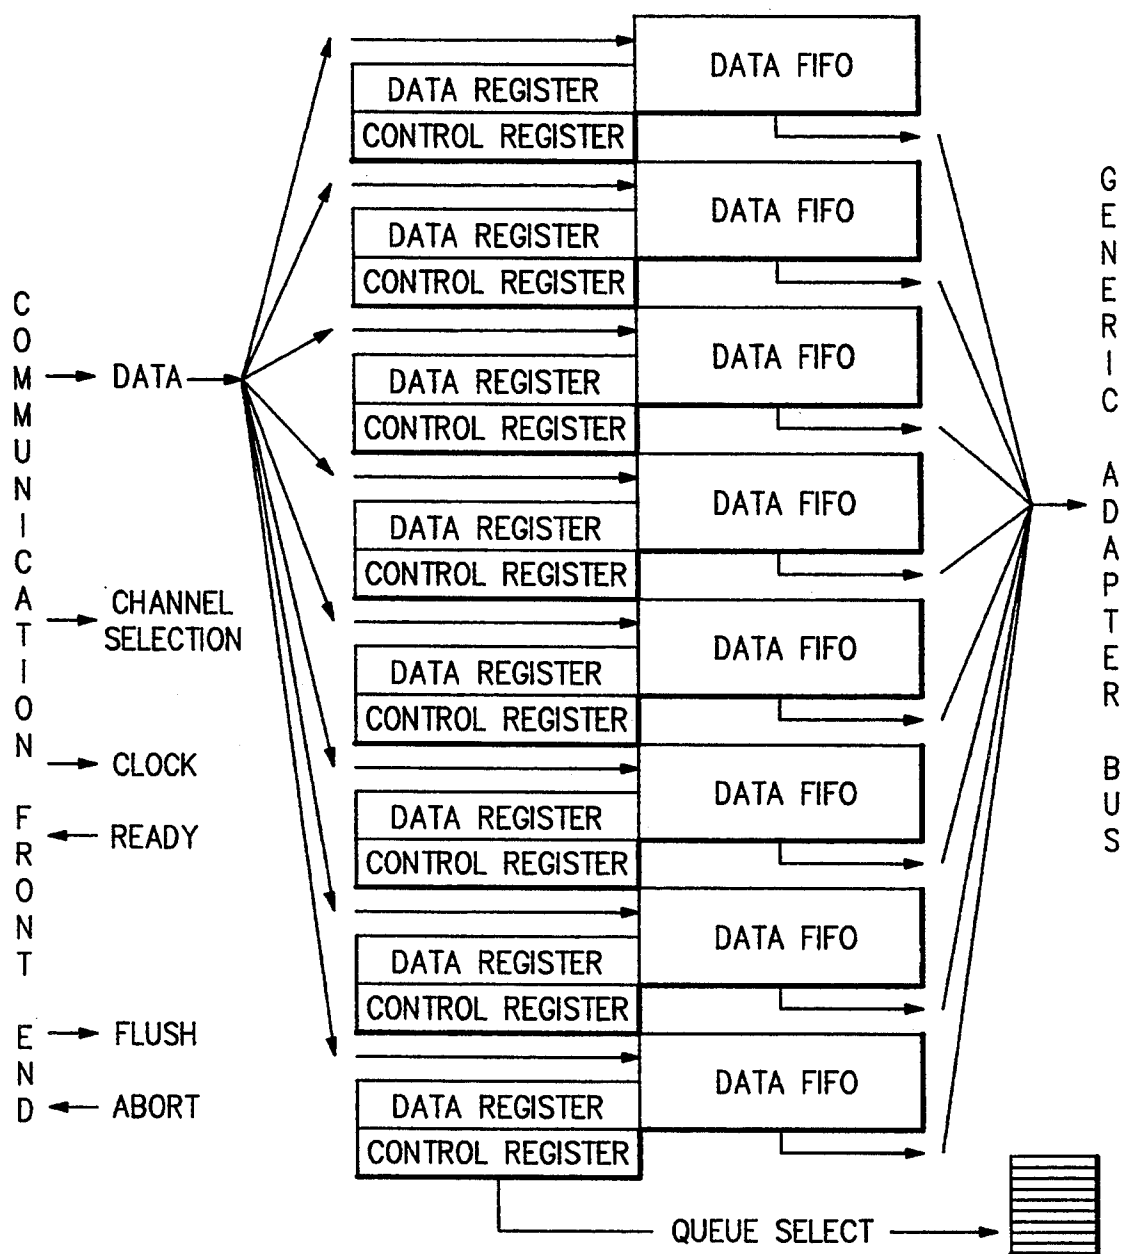 COMMUNICATION FRONT END
DATA
CHANNEL
SELECTION
CLOCK
READY
FLUSH
ABORT
DATA FIFO
DATA REGISTER
CONTROL REGISTER
DATA FIFO
DATA REGISTER
CONTROL REGISTER
DATA FIFO
DATA REGISTER
CONTROL REGISTER
DATA FIFO
DATA REGISTER
CONTROL REGISTER
DATA FIFO
DATA REGISTER
CONTROL REGISTER
DATA FIFO
DATA REGISTER
CONTROL REGISTER
DATA FIFO
DATA REGISTER
CONTROL REGISTER
DATA FIFO
DATA REGISTER
CONTROL REGISTER
QUEUE SELECT
GENERIC ADAPTER BUS